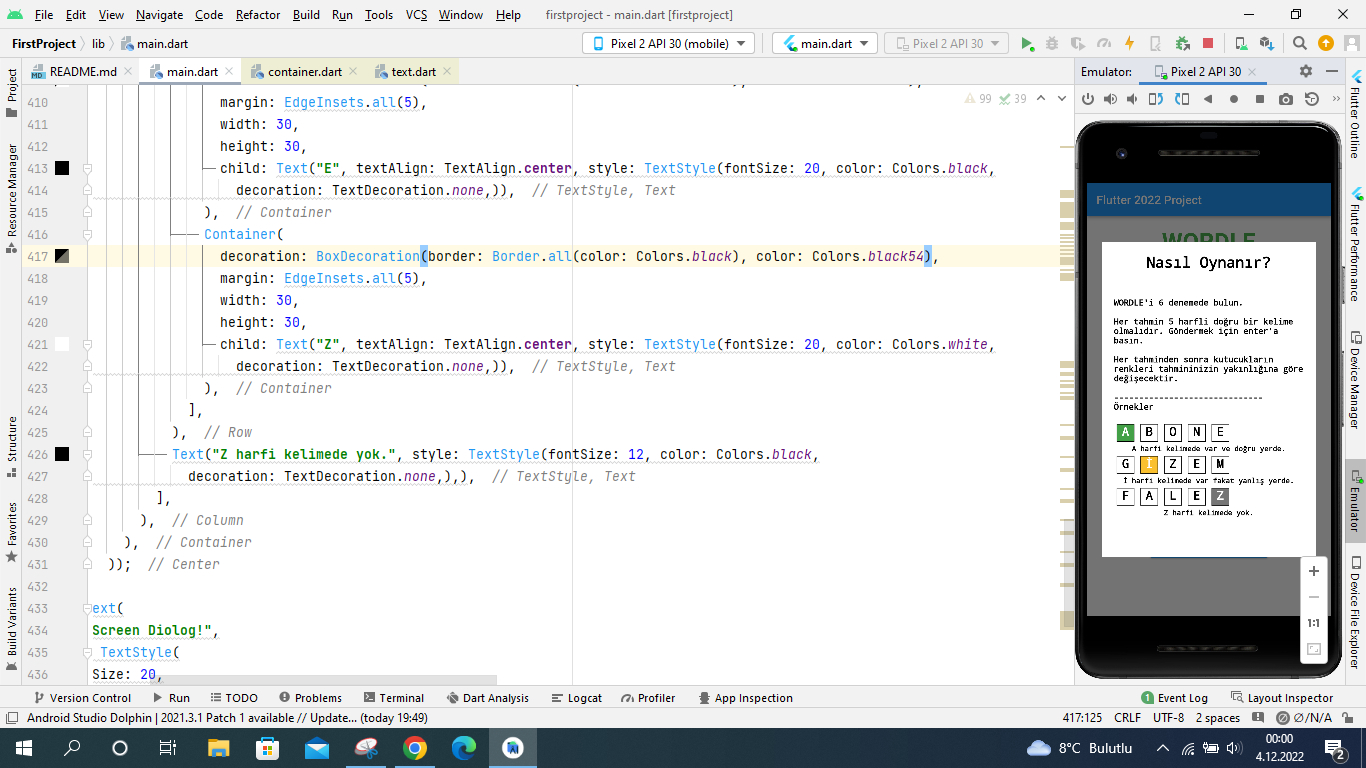 File Edit View Navigate Code Refactor Build Run Tools VCS Window Help firstproject - main.dart [firstproject]
FirstProject lib main.dart Pixel 2 API 30 (mobile) main.dart Pixel 2 API 30
README.md main.dart container.dart text.dart Emulator: Pixel 2 API 30
99 39
410 margin: EdgeInsets.all(5),
411 width: 30,
412 height: 30,
413 child: Text("E", textAlign: TextAlign.center, style: TextStyle(fontSize: 20, color: Colors.black,
414 decoration: TextDecoration.none,)), // TextStyle, Text
415 ), // Container
416 Container(
417 decoration: BoxDecoration(border: Border.all(color: Colors.black), color: Colors.black54),
418 margin: EdgeInsets.all(5),
419 width: 30,
420 height: 30,
421 child: Text("Z", textAlign: TextAlign.center, style: TextStyle(fontSize: 20, color: Colors.white,
422 decoration: TextDecoration.none,)), // TextStyle, Text
423 ), // Container
424 ],
425 ), // Row
426 Text("Z harfi kelimede yok.", style: TextStyle(fontSize: 12, color: Colors.black,
427 decoration: TextDecoration.none,),), // TextStyle, Text
428 ],
429 ), // Column
430 ), // Container
431 )); // Center
432
433 ext(
434 Screen Diolog!",
435 TextStyle(
436 Size: 20,
Project
Resource Manager
Structure
Favorites
Build Variants
Flutter 2022 Project
WORDLE
Nasıl Oynanır?
WORDLE'i 6 denemede bulun.
Her tahmin 5 harfli doğru bir kelime
olmalıdır. Göndermek için enter'a
basın.
Her tahminden sonra kutucukların
renkleri tahmininizin yakınlığına göre
değişecektir.
------------------------------
Örnekler
A B O N E
A harfi kelimede var ve doğru yerde.
G İ Z E M
İ harfi kelimede var fakat yanlış yerde.
F A L E Z
Z harfi kelimede yok.
1:1
Flutter Outline
Flutter Performance
Device Manager
Emulator
Device File Explorer
Version Control Run TODO Problems Terminal Dart Analysis Logcat Profiler App Inspection 1 Event Log Layout Inspector
Android Studio Dolphin | 2021.3.1 Patch 1 available // Update... (today 19:49) 417:125 CRLF UTF-8 2 spaces Ø/N/A
8°C Bulutlu 00:00
4.12.2022 2